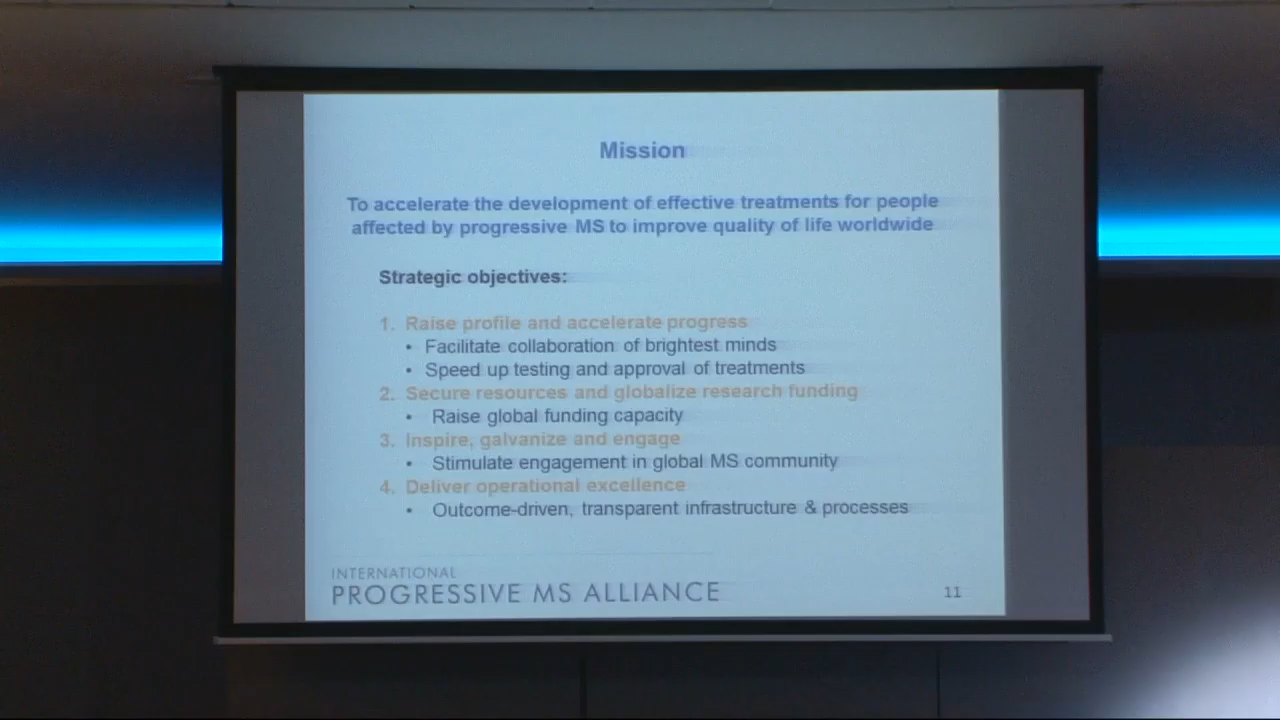 Mission
To accelerate the development of effective treatments for people
affected by progressive MS to improve quality of life worldwide
Strategic objectives:
1. Raise profile and accelerate progress
• Facilitate collaboration of brightest minds
• Speed up testing and approval of treatments
2. Secure resources and globalize research funding
• Raise global funding capacity
3. Inspire, galvanize and engage
• Stimulate engagement in global MS community
4. Deliver operational excellence
• Outcome-driven, transparent infrastructure & processes
INTERNATIONAL
PROGRESSIVE MS ALLIANCE
11